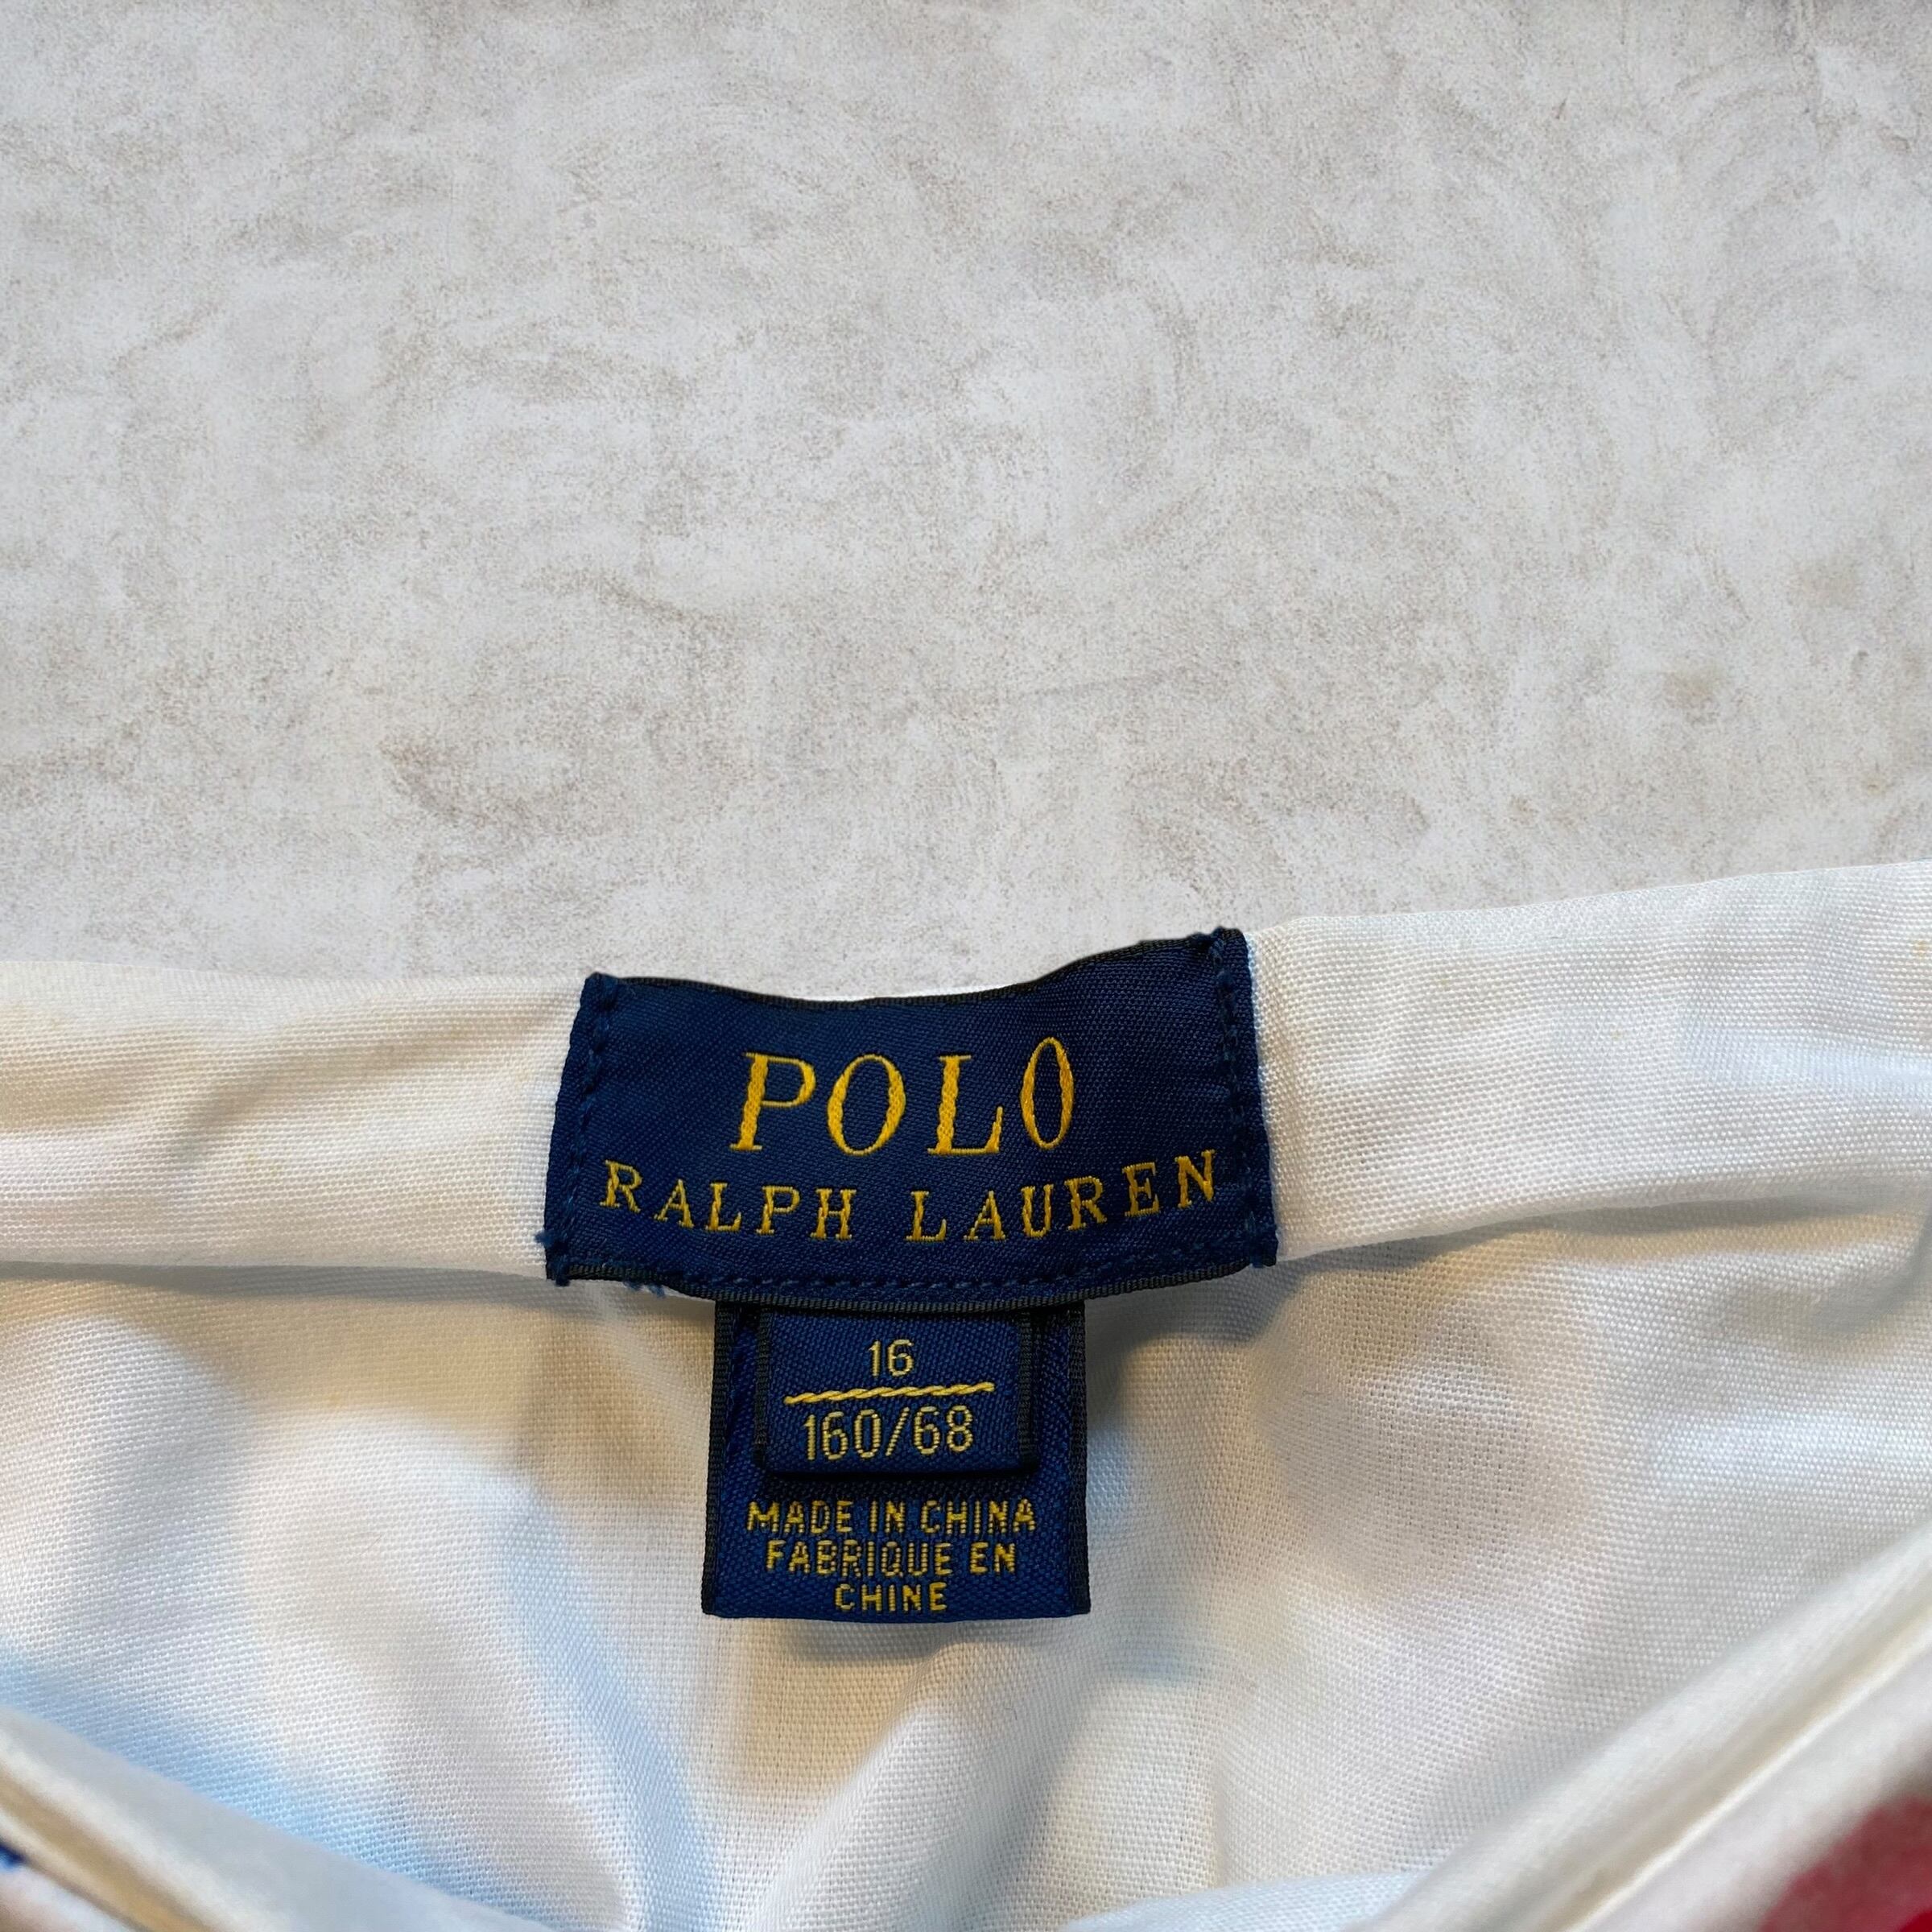 POLO
RALPH LAUREN
16
160/68
MADE IN CHINA
FABRIQUE EN
CHINE